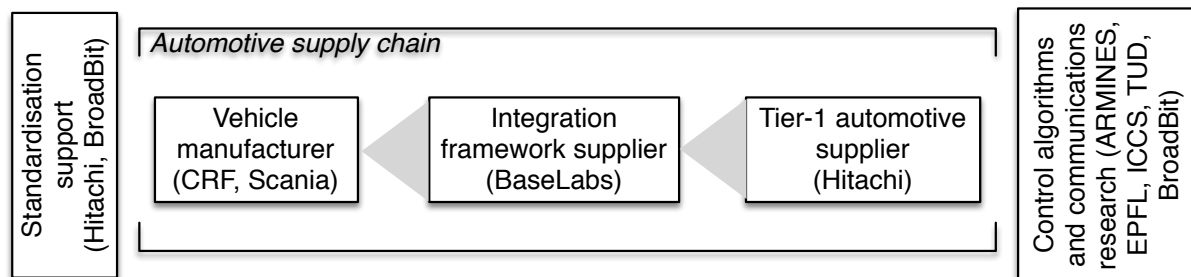 Standardisation
support
(Hitachi, BroadBit)
Automotive supply chain
Vehicle
manufacturer
(CRF, Scania)
Integration
framework supplier
(BaseLabs)
Tier-1 automotive
supplier
(Hitachi)
Control algorithms
and communications
research (ARMINES,
EPFL, ICCS, TUD,
BroadBit)